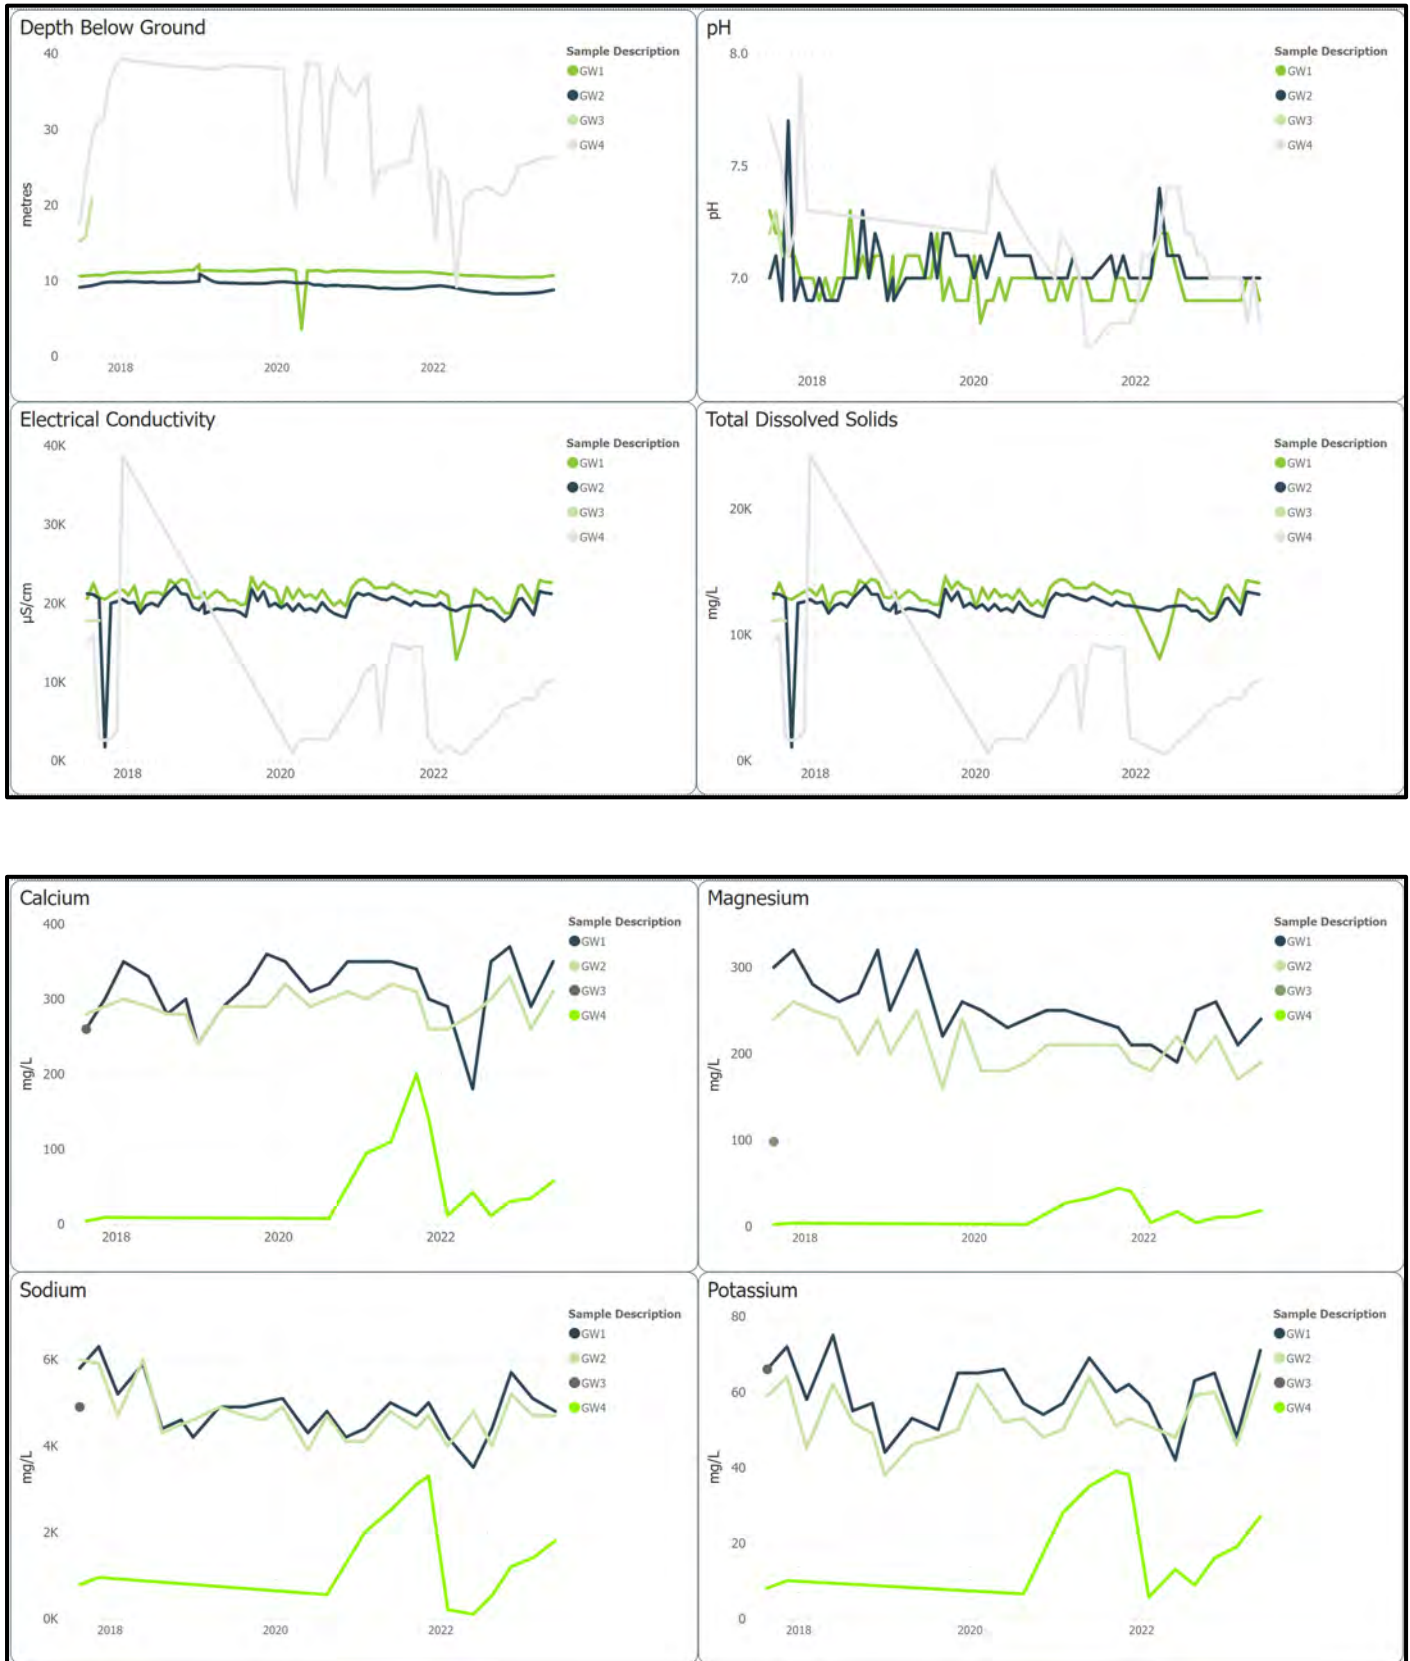 Depth Below Ground
40
30
20
10
0
metres
2018
2020
2022
Sample Description
GW1
GW2
GW3
GW4
pH
8.0
7.5
7.0
pH
2018
2020
2022
Sample Description
GW1
GW2
GW3
GW4
Electrical Conductivity
40K
30K
20K
10K
0K
µS/cm
2018
2020
2022
Sample Description
GW1
GW2
GW3
GW4
Total Dissolved Solids
20K
10K
0K
mg/L
2018
2020
2022
Sample Description
GW1
GW2
GW3
GW4
Calcium
400
300
200
100
0
mg/L
2018
2020
2022
Sample Description
GW1
GW2
GW3
GW4
Magnesium
300
200
100
0
mg/L
2018
2020
2022
Sample Description
GW1
GW2
GW3
GW4
Sodium
6K
4K
2K
0K
mg/L
2018
2020
2022
Sample Description
GW1
GW2
GW3
GW4
Potassium
80
60
40
20
0
mg/L
2018
2020
2022
Sample Description
GW1
GW2
GW3
GW4